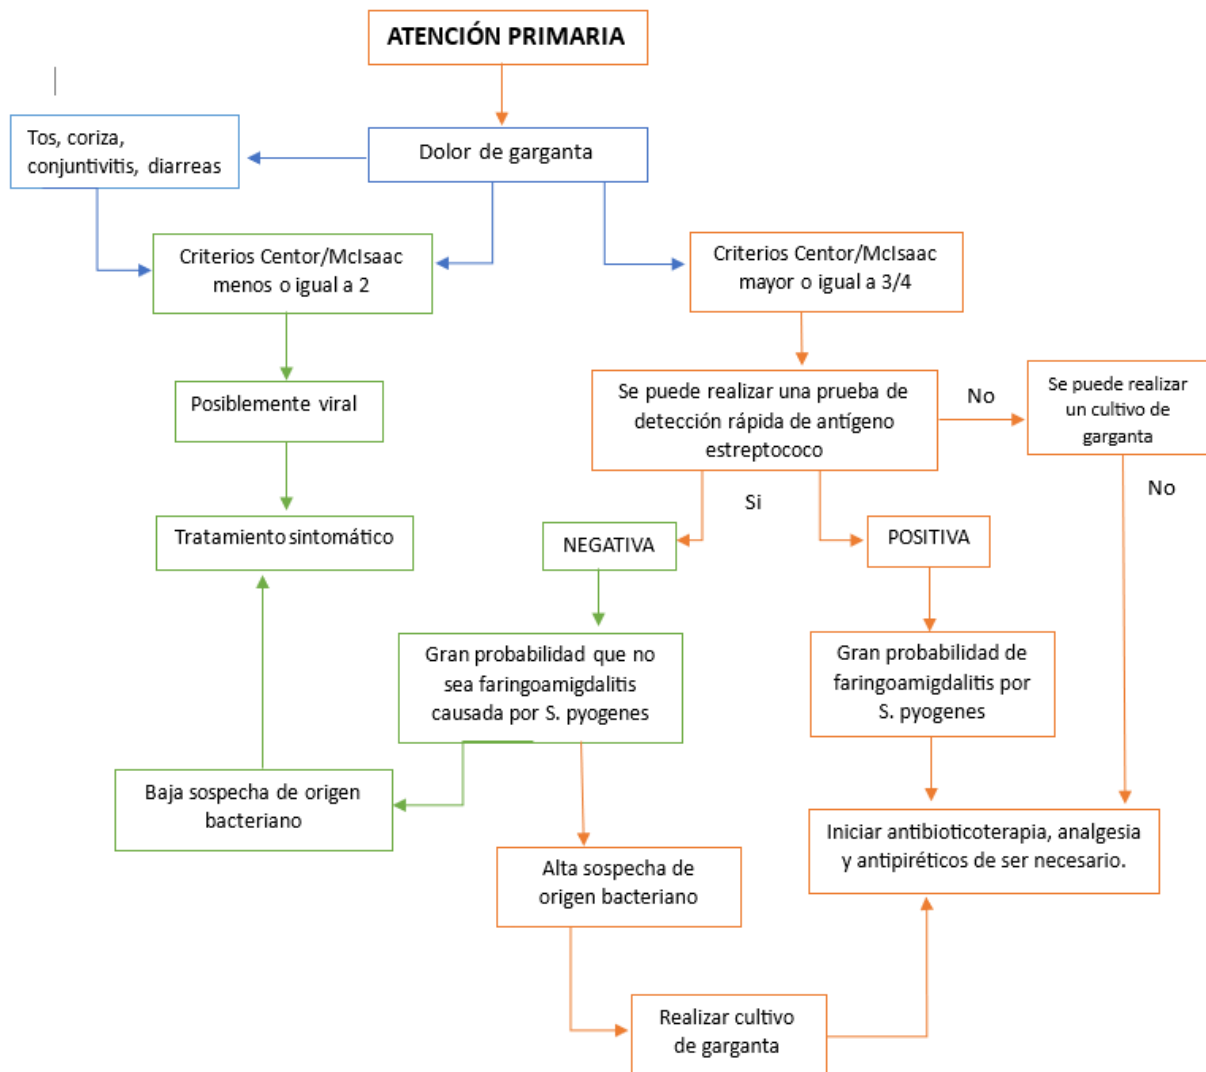 ATENCIÓN PRIMARIA
Tos, coriza,
conjuntivitis, diarreas
Dolor de garganta
Criterios Centor/McIsaac
menos o igual a 2
Criterios Centor/McIsaac
mayor o igual a 3/4
Posiblemente viral
Se puede realizar una prueba de
detección rápida de antígeno
estreptococo
No
Se puede realizar
un cultivo de
garganta
No
Si
Tratamiento sintomático
NEGATIVA
POSITIVA
Gran probabilidad que no
sea faringoamigdalitis
causada por S. pyogenes
Gran probabilidad de
faringoamigdalitis por
S. pyogenes
Baja sospecha de origen
bacteriano
Iniciar antibioticoterapia, analgesia
y antipiréticos de ser necesario.
Alta sospecha de
origen bacteriano
Realizar cultivo
de garganta